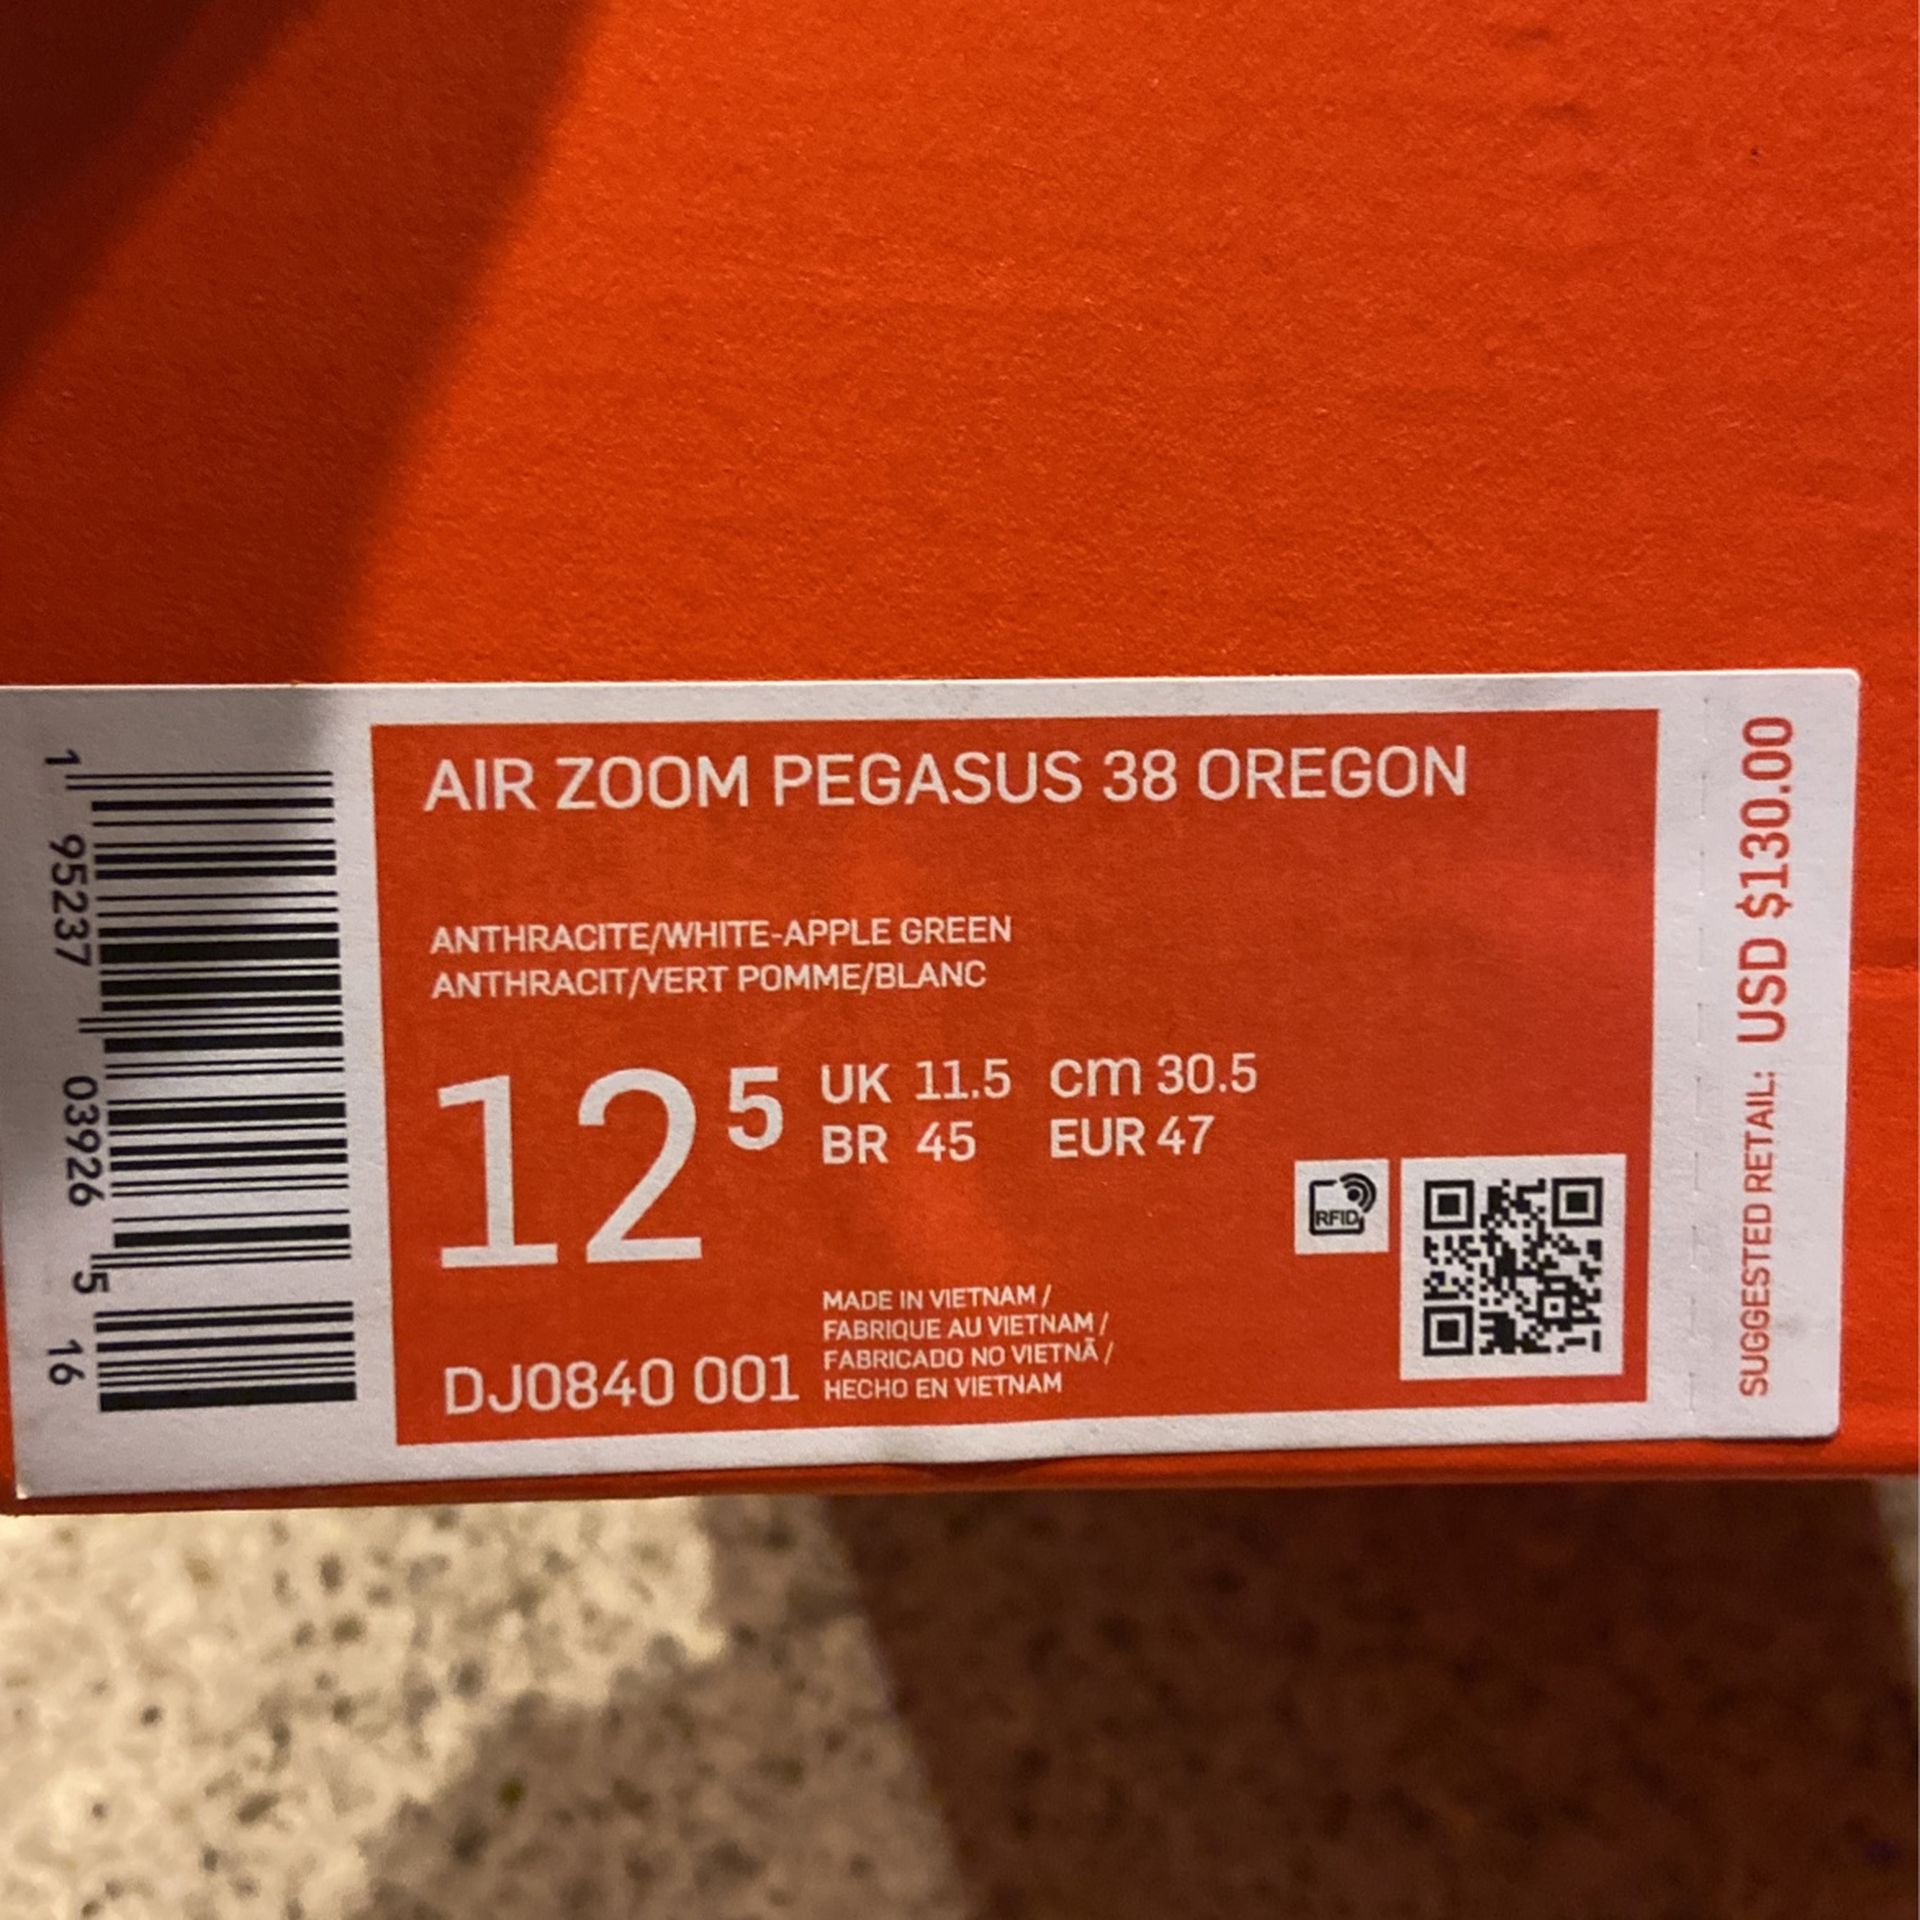 AIR ZOOM PEGASUS 38 OREGON
ANTHRACITE/WHITE-APPLE GREEN
ANTHRACIT/VERT POMME/BLANC
12 5
UK 11.5 cm 30.5
BR 45 EUR 47
RFID
MADE IN VIETNAM /
FABRIQUE AU VIETNAM /
FABRICADO NO VIETNÃ /
HECHO EN VIETNAM
DJ0840 001
1 95237 03926 5 16
SUGGESTED RETAIL: USD $130.00